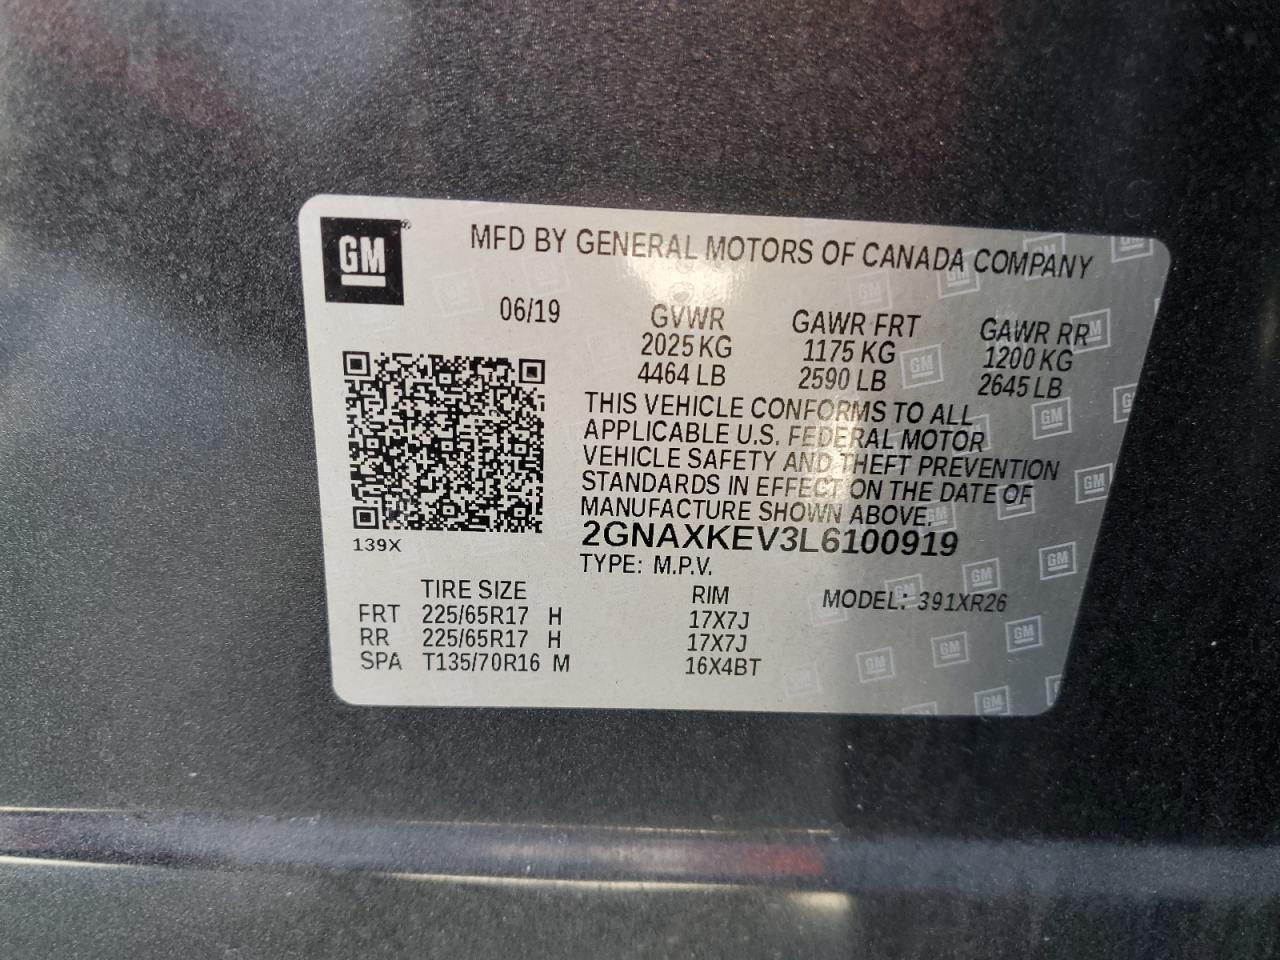 GM
MFD BY GENERAL MOTORS OF CANADA COMPANY
06/19
GVWR GAWR FRT GAWR RR
2025 KG 1175 KG 1200 KG
4464 LB 2590 LB 2645 LB
THIS VEHICLE CONFORMS TO ALL
APPLICABLE U.S. FEDERAL MOTOR
VEHICLE SAFETY AND THEFT PREVENTION
STANDARDS IN EFFECT ON THE DATE OF
MANUFACTURE SHOWN ABOVE.
2GNAXKEV3L6100919
139X
TYPE: M.P.V.
TIRE SIZE RIM MODEL: 391XR26
FRT 225/65R17 H 17X7J
RR 225/65R17 H 17X7J
SPA T135/70R16 M 16X4BT